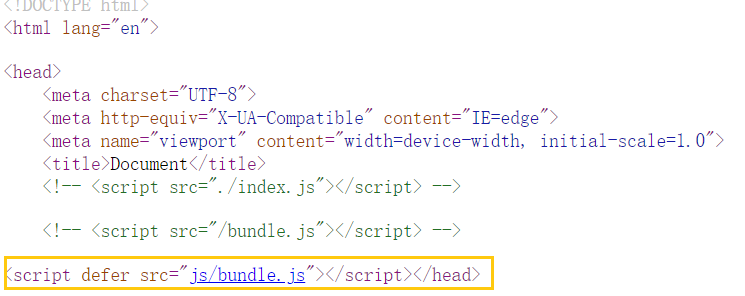 <!DOCTYPE html>
<html lang="en">
<head>
<meta charset="UTF-8">
<meta http-equiv="X-UA-Compatible" content="IE=edge">
<meta name="viewport" content="width=device-width, initial-scale=1.0">
<title>Document</title>
<!-- <script src="./index.js"></script> -->
<!-- <script src="/bundle.js"></script> -->
<script defer src="js/bundle.js"></script></head>